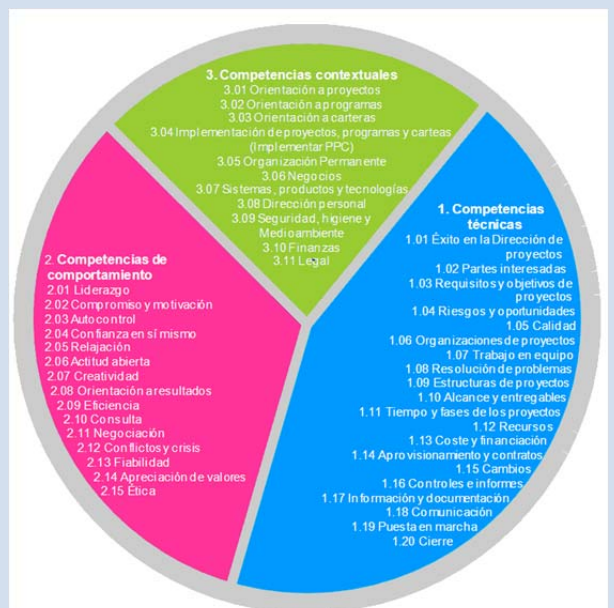 3. Competencias contextuales
3.01 Orientación a proyectos
3.02 Orientación a programas
3.03 Orientación a carteras
3.04 Implementación de proyectos, programas y carteas
(Implementar PPC)
3.05 Organización Permanente
3.06 Negocios
3.07 Sistemas, productos y tecnologías
3.08 Dirección personal
3.09 Seguridad, higiene y
Medioambiente
3.10 Finanzas
3.11 Legal
2. Competencias de
comportamiento
2.01 Liderazgo
2.02 Compromiso y motivación
2.03 Autocontrol
2.04 Confianza en sí mismo
2.05 Relajación
2.06 Actitud abierta
2.07 Creatividad
2.08 Orientación a resultados
2.09 Eficiencia
2.10 Consulta
2.11 Negociación
2.12 Conflictos y crisis
2.13 Fiabilidad
2.14 Apreciación de valores
2.15 Ética
1. Competencias
técnicas
1.01 Éxito en la Dirección de
proyectos
1.02 Partes interesadas
1.03 Requisitos y objetivos de
proyectos
1.04 Riesgos y oportunidades
1.05 Calidad
1.06 Organizaciones de proyectos
1.07 Trabajo en equipo
1.08 Resolución de problemas
1.09 Estructuras de proyectos
1.10 Alcance y entregables
1.11 Tiempo y fases de los proyectos
1.12 Recursos
1.13 Coste y financiación
1.14 Aprovisionamiento y contratos
1.15 Cambios
1.16 Controles e informes
1.17 Información y documentación
1.18 Comunicación
1.19 Puesta en marcha
1.20 Cierre